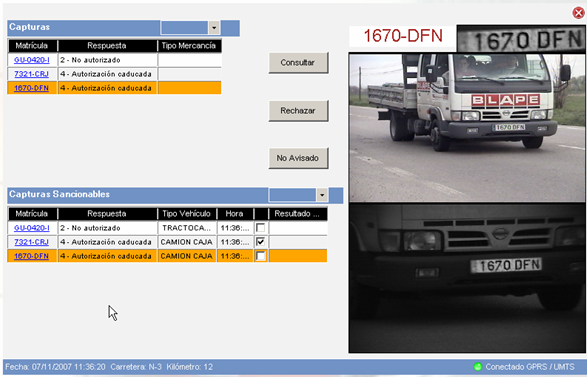 Capturas
Matrícula Respuesta Tipo Mercancía
GU-0420-I 2 - No autorizado
7321-CRJ 4 - Autorización caducada
1670-DFN 4 - Autorización caducada
Consultar
Rechazar
No Avisado
1670-DFN
1670 DFN
BLAPE
1670 DFN
1670 DFN
Capturas Sancionables
Matrícula Respuesta Tipo Vehículo Hora Resultado ...
GU-0420-I 2 - No autorizado TRACTOCA... 11:36:...
7321-CRJ 4 - Autorización caducada CAMION CAJA 11:36:...
1670-DFN 4 - Autorización caducada CAMION CAJA 11:36:...
Fecha: 07/11/2007 11:36:20 Carretera: N-3 Kilómetro: 12
Conectado GPRS / UMTS